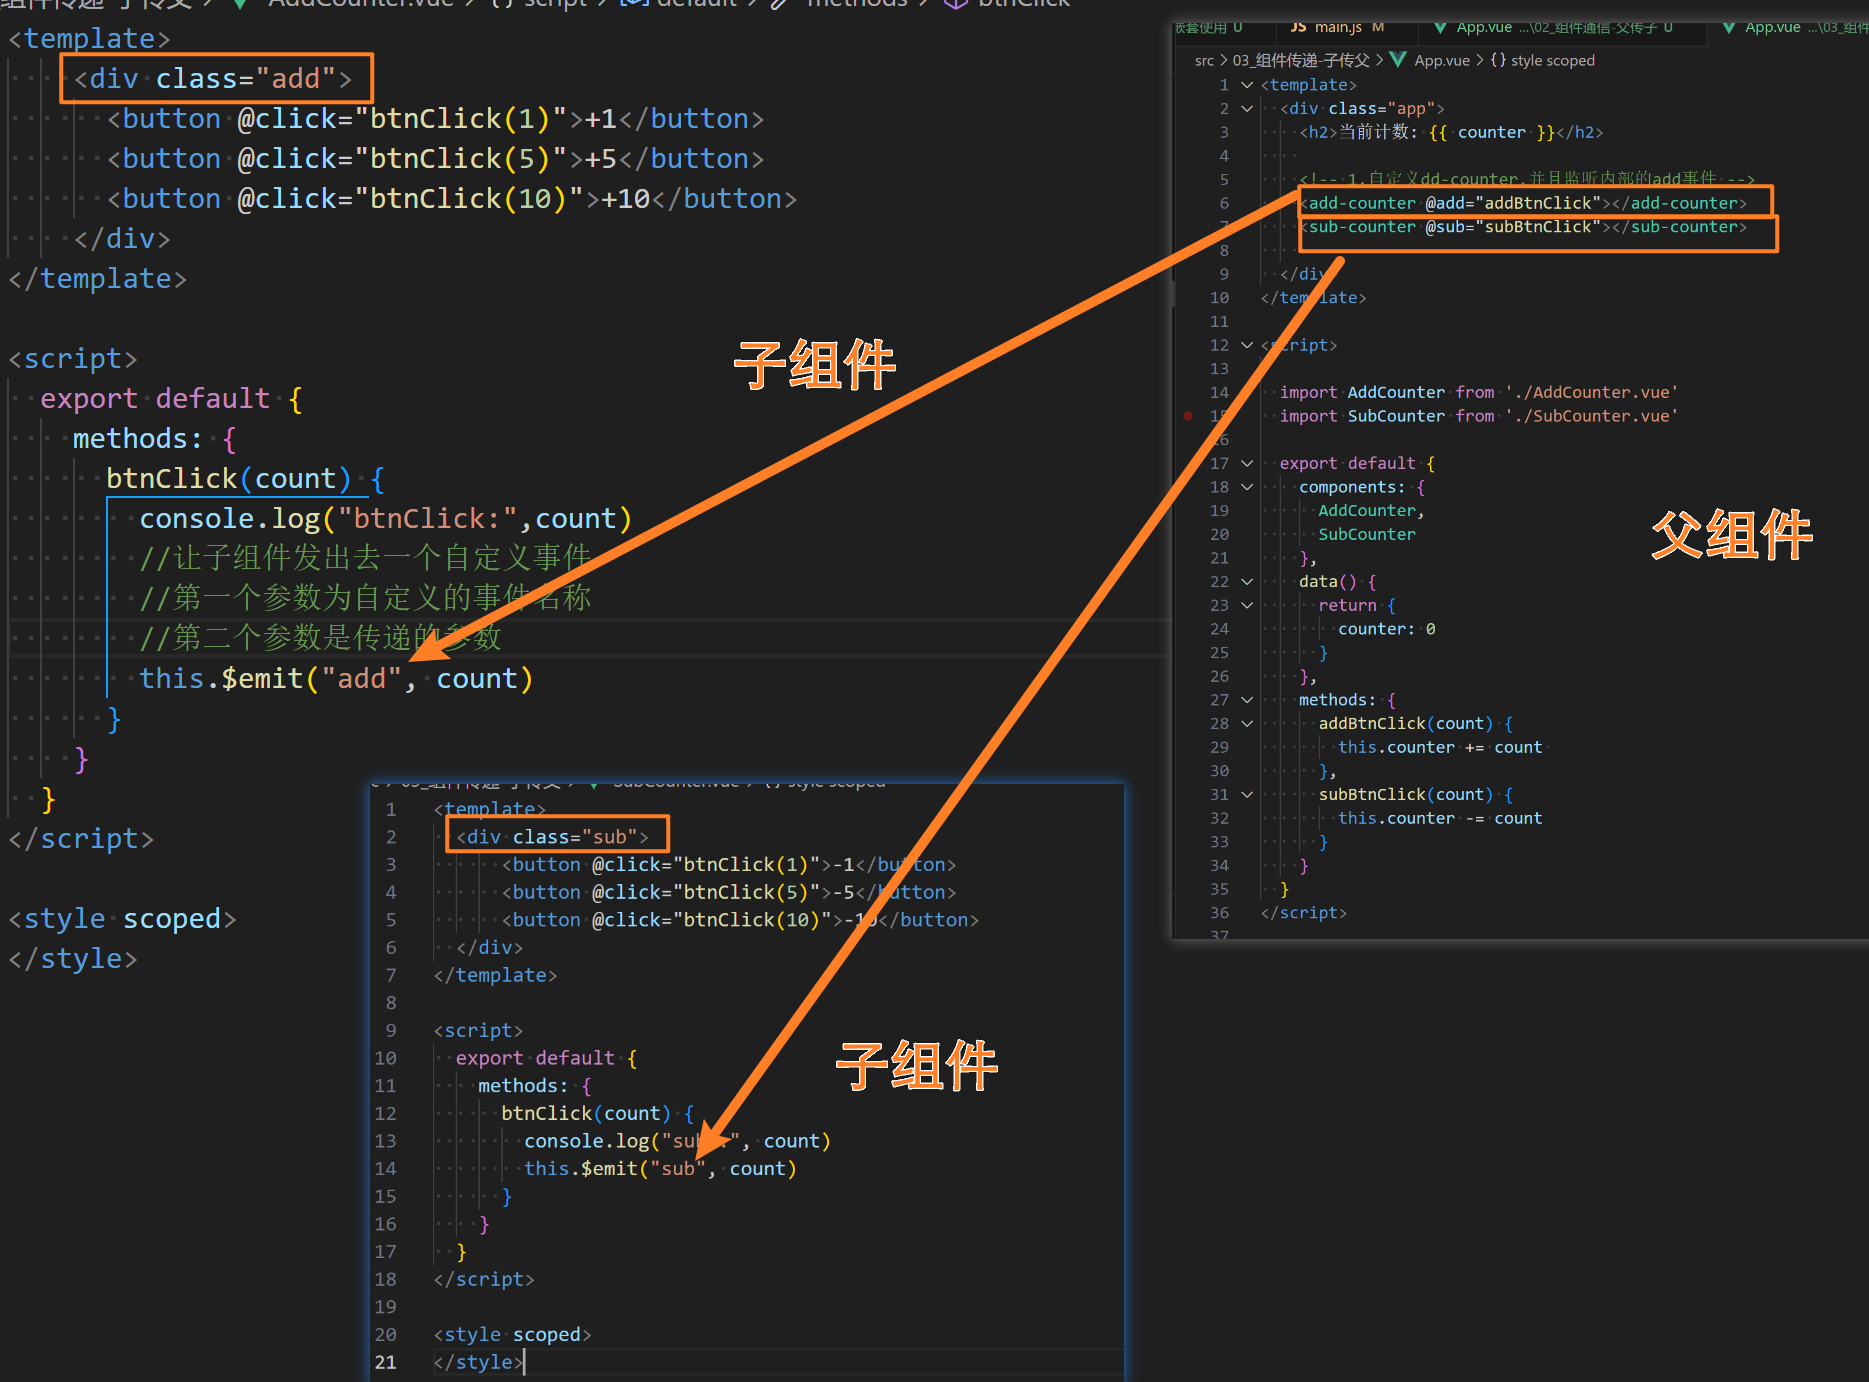 组件传递-子传父 > AddCounter.vue > {} script > default > methods > btnClick
<template>
<div class="add">
<button @click="btnClick(1)">+1</button>
<button @click="btnClick(5)">+5</button>
<button @click="btnClick(10)">+10</button>
</div>
</template>
<script>
export default {
methods: {
btnClick(count) {
console.log("btnClick:",count)
//让子组件发出去一个自定义事件
//第一个参数为自定义的事件名称
//第二个参数是传递的参数
this.$emit("add", count)
}
}
}
</script>
<style scoped>
</style>
子组件
嵌套使用 U JS main.js M App.vue ...\02_组件通信-父传子 U App.vue ...\03_组件
src > 03_组件传递-子传父 > App.vue > {} style scoped
1 <template>
2 <div class="app">
3 <h2>当前计数: {{ counter }}</h2>
4
5 <!-- 1.自定义dd-counter,并且监听内部的add事件 -->
6 <add-counter @add="addBtnClick"></add-counter>
7 <sub-counter @sub="subBtnClick"></sub-counter>
8
9 </div>
10 </template>
11
12 <script>
13
14 import AddCounter from './AddCounter.vue'
15 import SubCounter from './SubCounter.vue'
16
17 export default {
18 components: {
19 AddCounter,
20 SubCounter
21 },
22 data() {
23 return {
24 counter: 0
25 }
26 },
27 methods: {
28 addBtnClick(count) {
29 this.counter += count
30 },
31 subBtnClick(count) {
32 this.counter -= count
33 }
34 }
35 }
36 </script>
37
父组件
03_组件传递-子传父 > SubCounter.vue > {} style scoped
1 <template>
2 <div class="sub">
3 <button @click="btnClick(1)">-1</button>
4 <button @click="btnClick(5)">-5</button>
5 <button @click="btnClick(10)">-10</button>
6 </div>
7 </template>
8
9 <script>
10 export default {
11 methods: {
12 btnClick(count) {
13 console.log("sub:", count)
14 this.$emit("sub", count)
15 }
16 }
17 }
18 </script>
19
20 <style scoped>
21 </style>
子组件